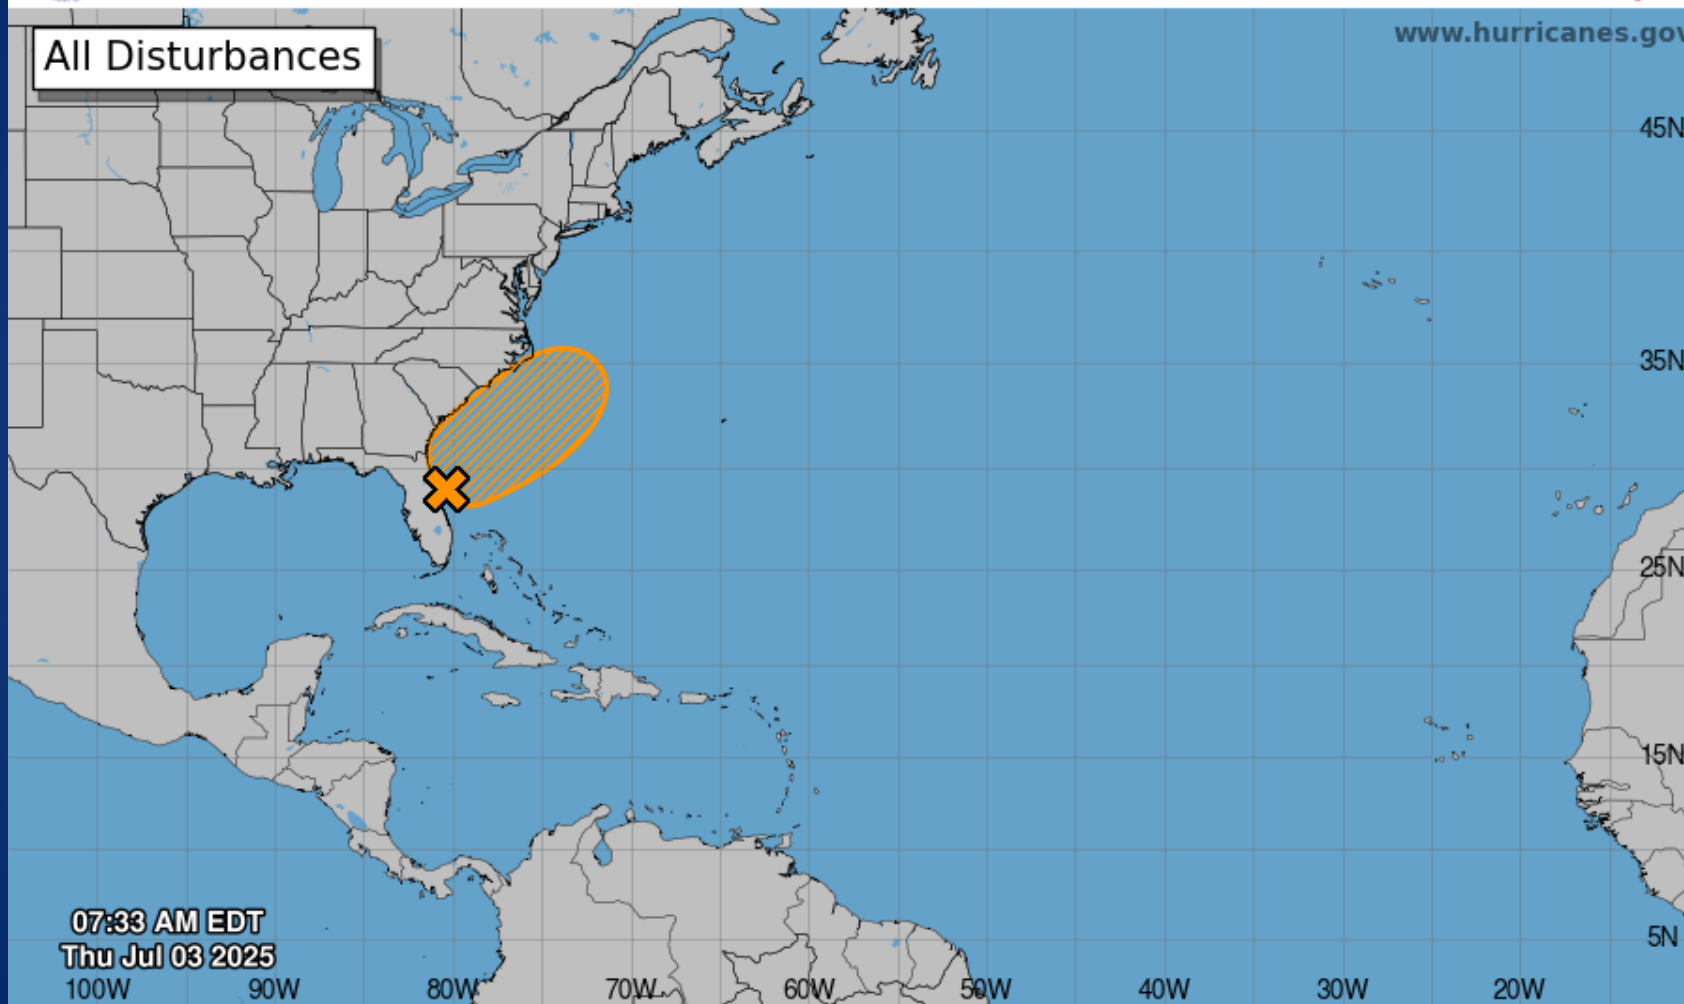 All Disturbances
www.hurricanes.gov
45N
35N
25N
15N
5N
07:33 AM EDT
Thu Jul 03 2025
100W 90W 80W 70W 60W 50W 40W 30W 20W